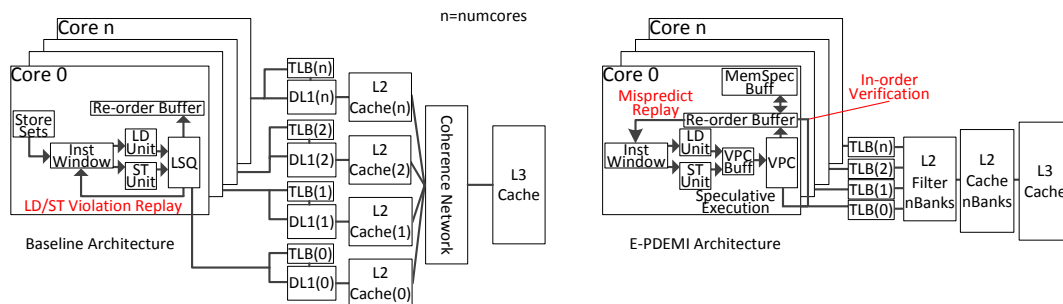 Core n
Core 0
Re-order Buffer
Store
Sets
Inst
Window
LD
Unit
ST
Unit
LSQ
LD/ST Violation Replay
Baseline Architecture
n=numcores
TLB(n)
DL1(n)
TLB(2)
DL1(2)
TLB(1)
DL1(1)
TLB(0)
DL1(0)
L2
Cache(n)
L2
Cache(2)
L2
Cache(1)
L2
Cache(0)
Coherence Network
L3
Cache
Core n
Core 0
MemSpec
Buff
Mispredict
Replay
In-order
Verification
Re-order Buffer
Inst
Window
LD
Unit
ST
Unit
VPC
Buff
VPC
Speculative
Execution
E-PDEMI Architecture
TLB(n)
TLB(2)
TLB(1)
TLB(0)
L2
Filter
nBanks
L2
Cache
nBanks
L3
Cache